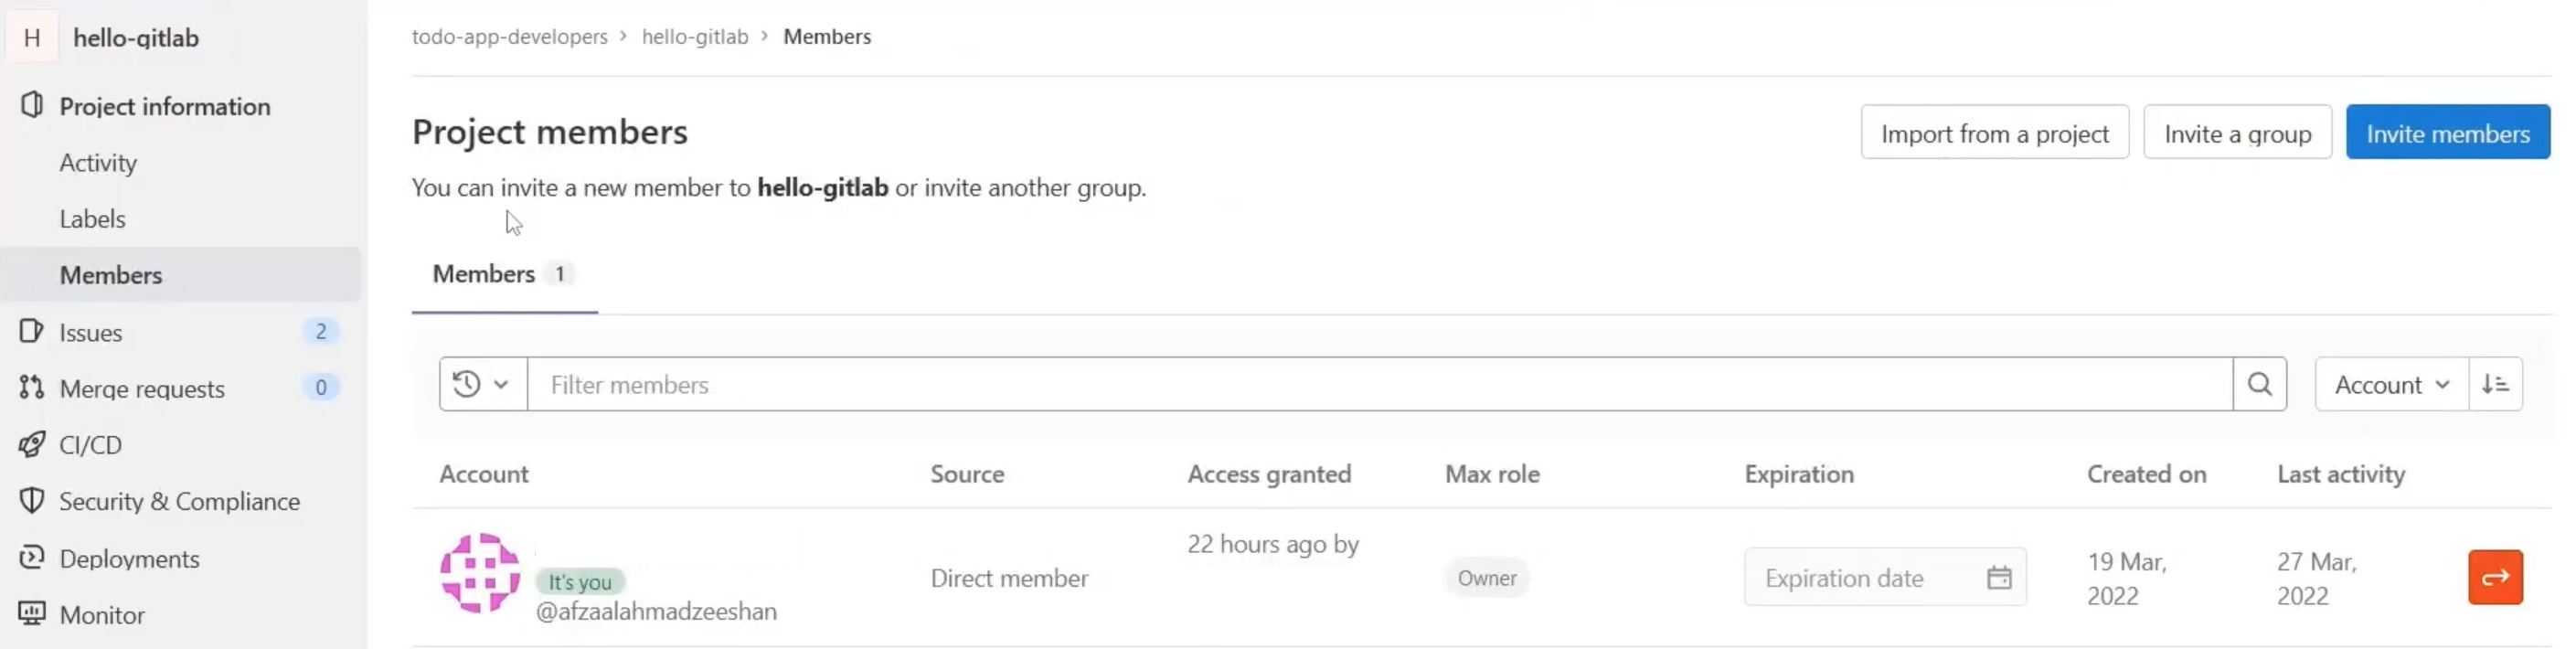 H hello-gitlab
Project information
Activity
Labels
Members
Issues 2
Merge requests 0
CI/CD
Security & Compliance
Deployments
Monitor
todo-app-developers > hello-gitlab > Members
Project members
Import from a project
Invite a group
Invite members
You can invite a new member to hello-gitlab or invite another group.
Members 1
Filter members
Account
Account Source Access granted Max role Expiration Created on Last activity
It's you
@afzaalahmadzeeshan
Direct member
22 hours ago by
Owner
Expiration date
19 Mar,
2022
27 Mar,
2022